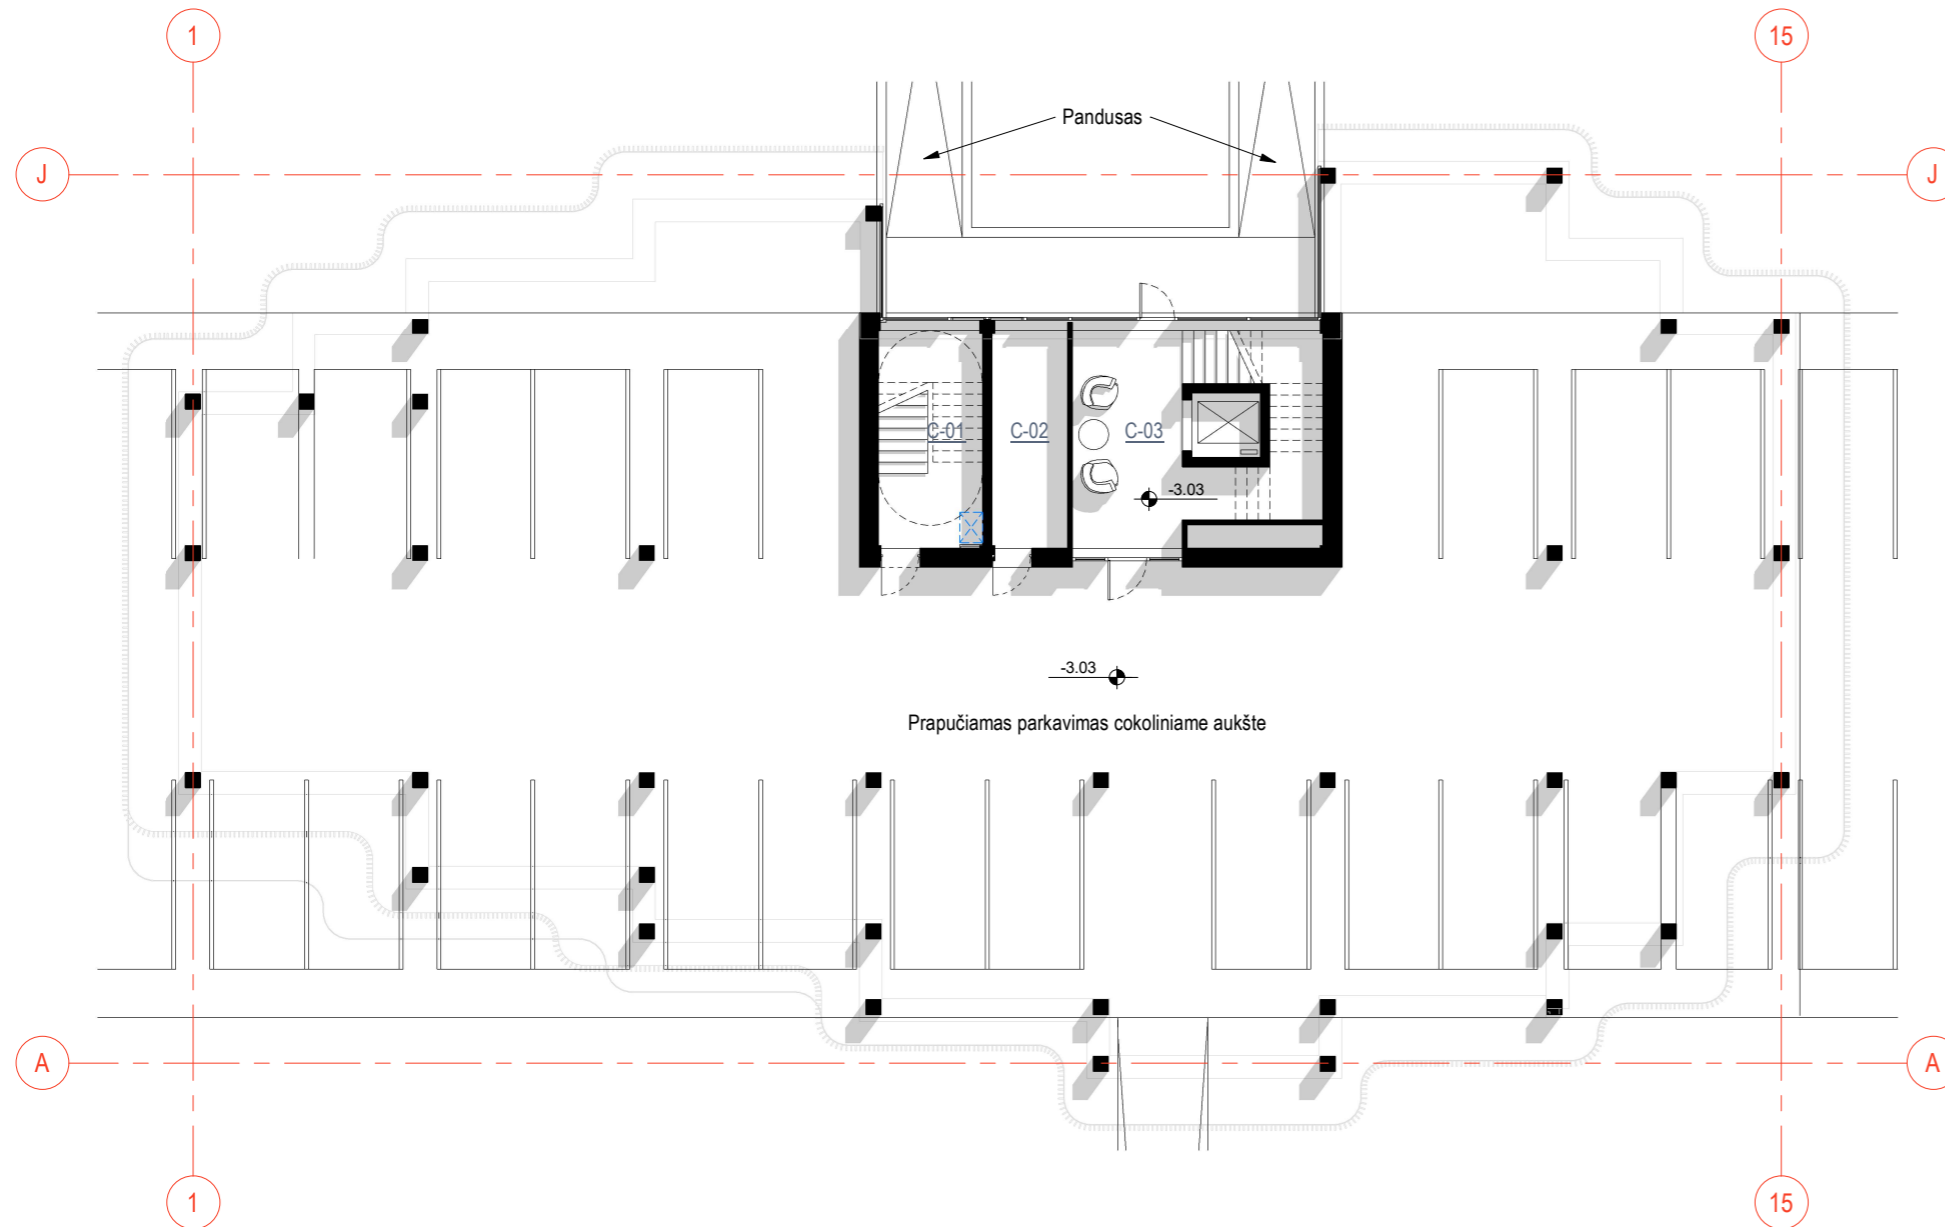 1
15
Pandusas
J
J
C-01
C-02
C-03
-3.03
-3.03
Prapučiamas parkavimas cokoliniame aukšte
A
A
1
15